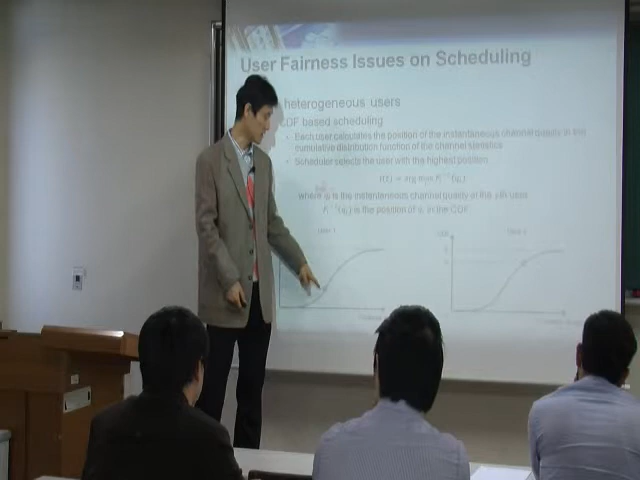 User Fairness Issues on Scheduling
heterogeneous users
CDF based scheduling
Each user calculates the position of the instantaneous channel quality in the
cumulative distribution function of the channel statistics
Scheduler selects the user with the highest position
where is the instantaneous channel quality of the user
is the position of in the CDF